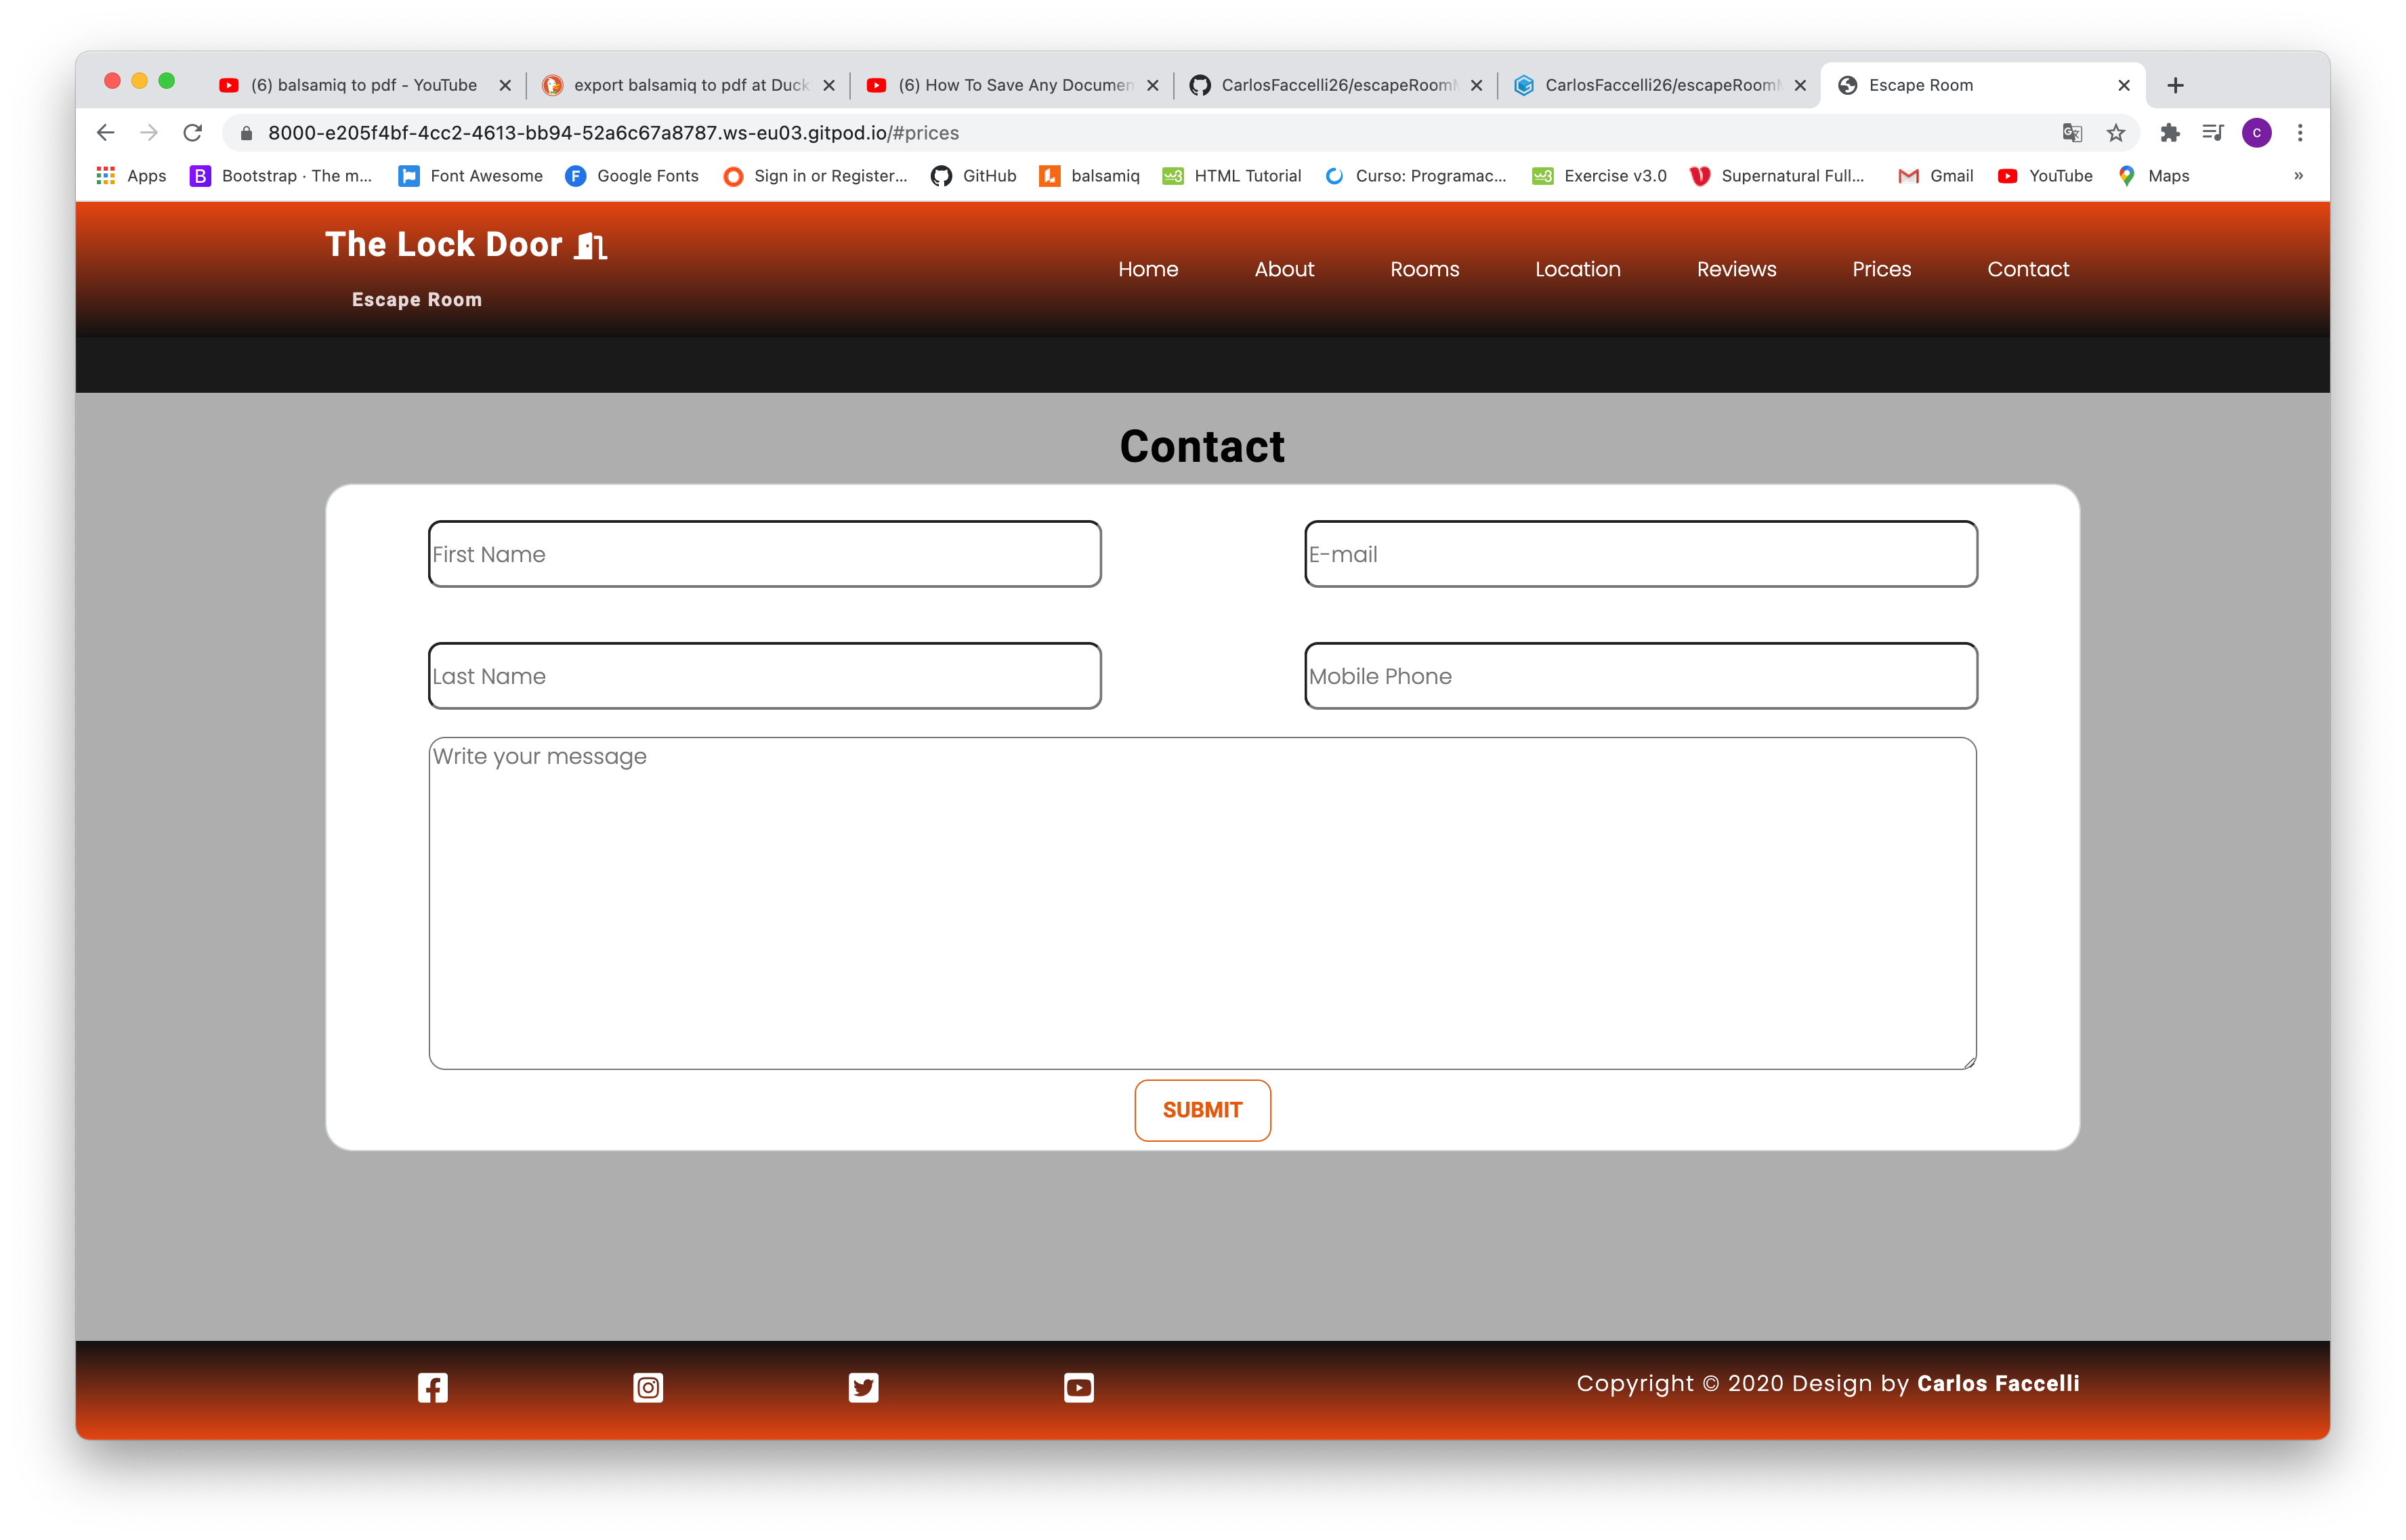 (6) balsamiq to pdf - YouTube
export balsamiq to pdf at Duck
(6) How To Save Any Documen
CarlosFaccelli26/escapeRoom
CarlosFaccelli26/escapeRoom
Escape Room
8000-e205f4bf-4cc2-4613-bb94-52a6c67a8787.ws-eu03.gitpod.io/#prices
C
Apps
B Bootstrap · The m...
Font Awesome
F Google Fonts
Sign in or Register...
GitHub
balsamiq
HTML Tutorial
Curso: Programac...
Exercise v3.0
Supernatural Full...
Gmail
YouTube
Maps
»
The Lock Door
Escape Room
Home About Rooms Location Reviews Prices Contact
Contact
First Name
E-mail
Last Name
Mobile Phone
Write your message
SUBMIT
Copyright © 2020 Design by Carlos Faccelli